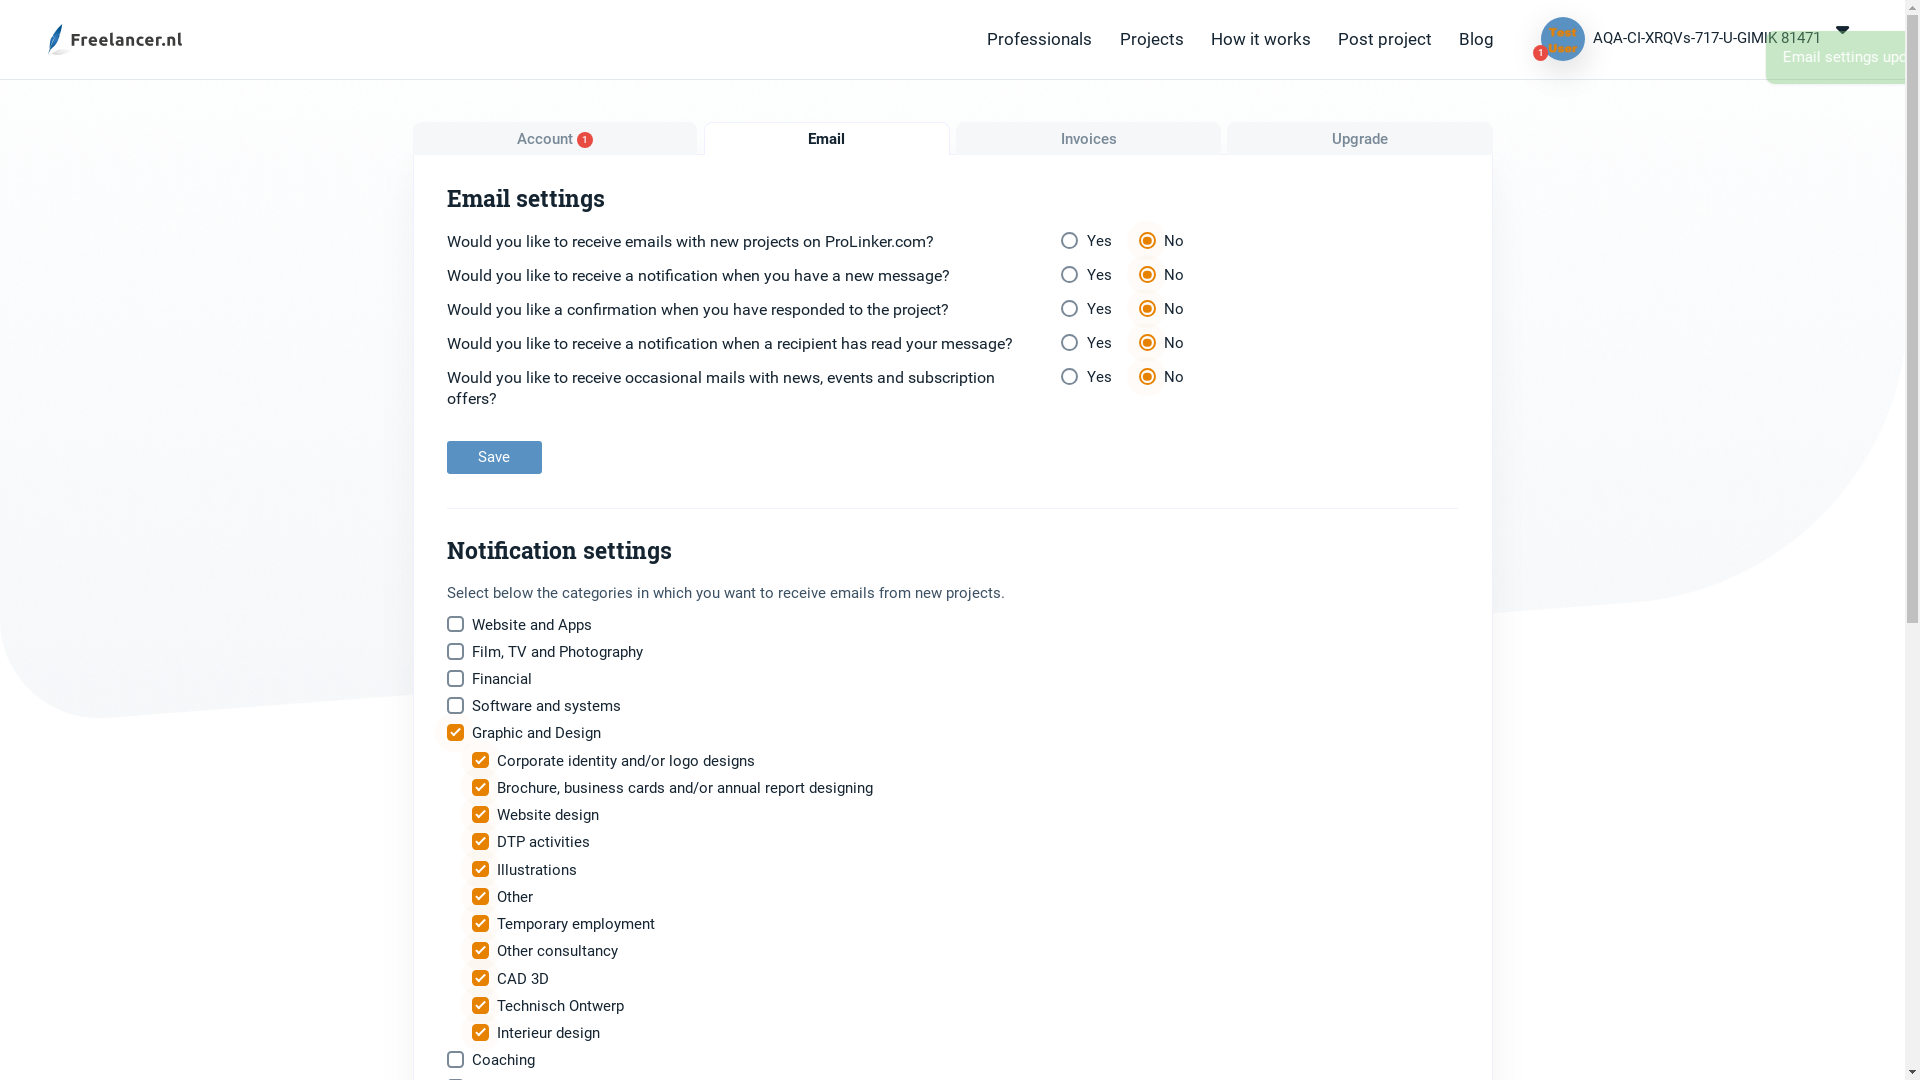 Freelancer.nl
Professionals
Projects
How it works
Post project
Blog
Test
User
1
AQA-CI-XRQVs-717-U-GIMIK 81471
Email settings upd
Account 1
Email
Invoices
Upgrade
Email settings
Would you like to receive emails with new projects on ProLinker.com?
Yes
No
Would you like to receive a notification when you have a new message?
Yes
No
Would you like a confirmation when you have responded to the project?
Yes
No
Would you like to receive a notification when a recipient has read your message?
Yes
No
Would you like to receive occasional mails with news, events and subscription
offers?
Yes
No
Save
Notification settings
Select below the categories in which you want to receive emails from new projects.
Website and Apps
Film, TV and Photography
Financial
Software and systems
Graphic and Design
Corporate identity and/or logo designs
Brochure, business cards and/or annual report designing
Website design
DTP activities
Illustrations
Other
Temporary employment
Other consultancy
CAD 3D
Technisch Ontwerp
Interieur design
Coaching